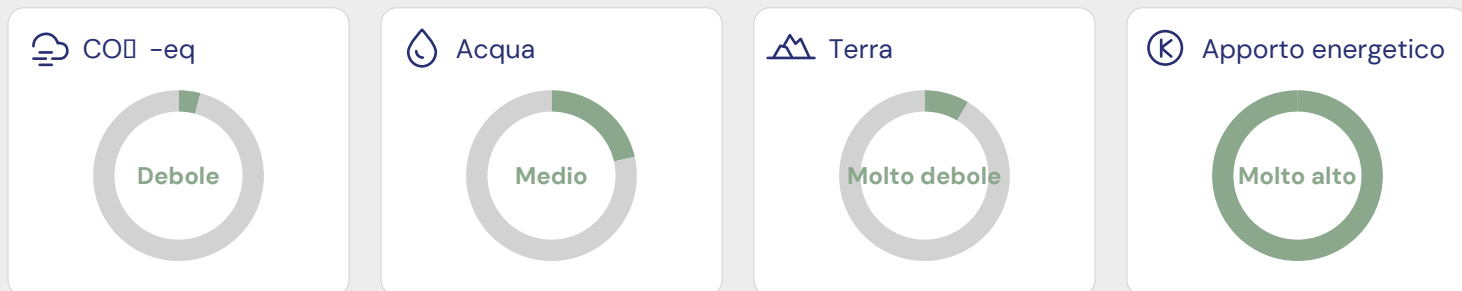 CO▯ -eq
Acqua
Terra
Apporto energetico
Debole
Medio
Molto debole
Molto alto